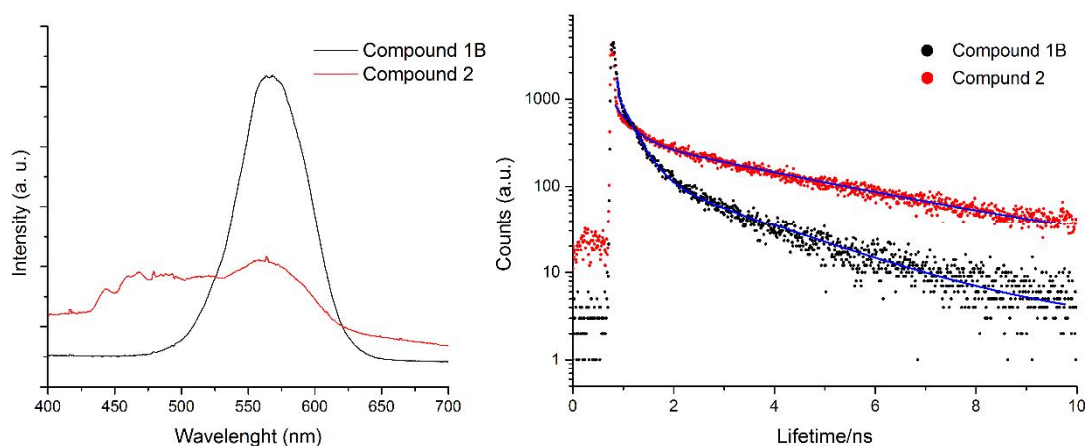 Compound 1B
Compound 2
Intensity (a. u.)
400 450 500 550 600 650 700
Wavelenght (nm)
Compound 1B
Compund 2
1000
100
10
1
Counts (a.u.)
0 2 4 6 8 10
Lifetime/ns